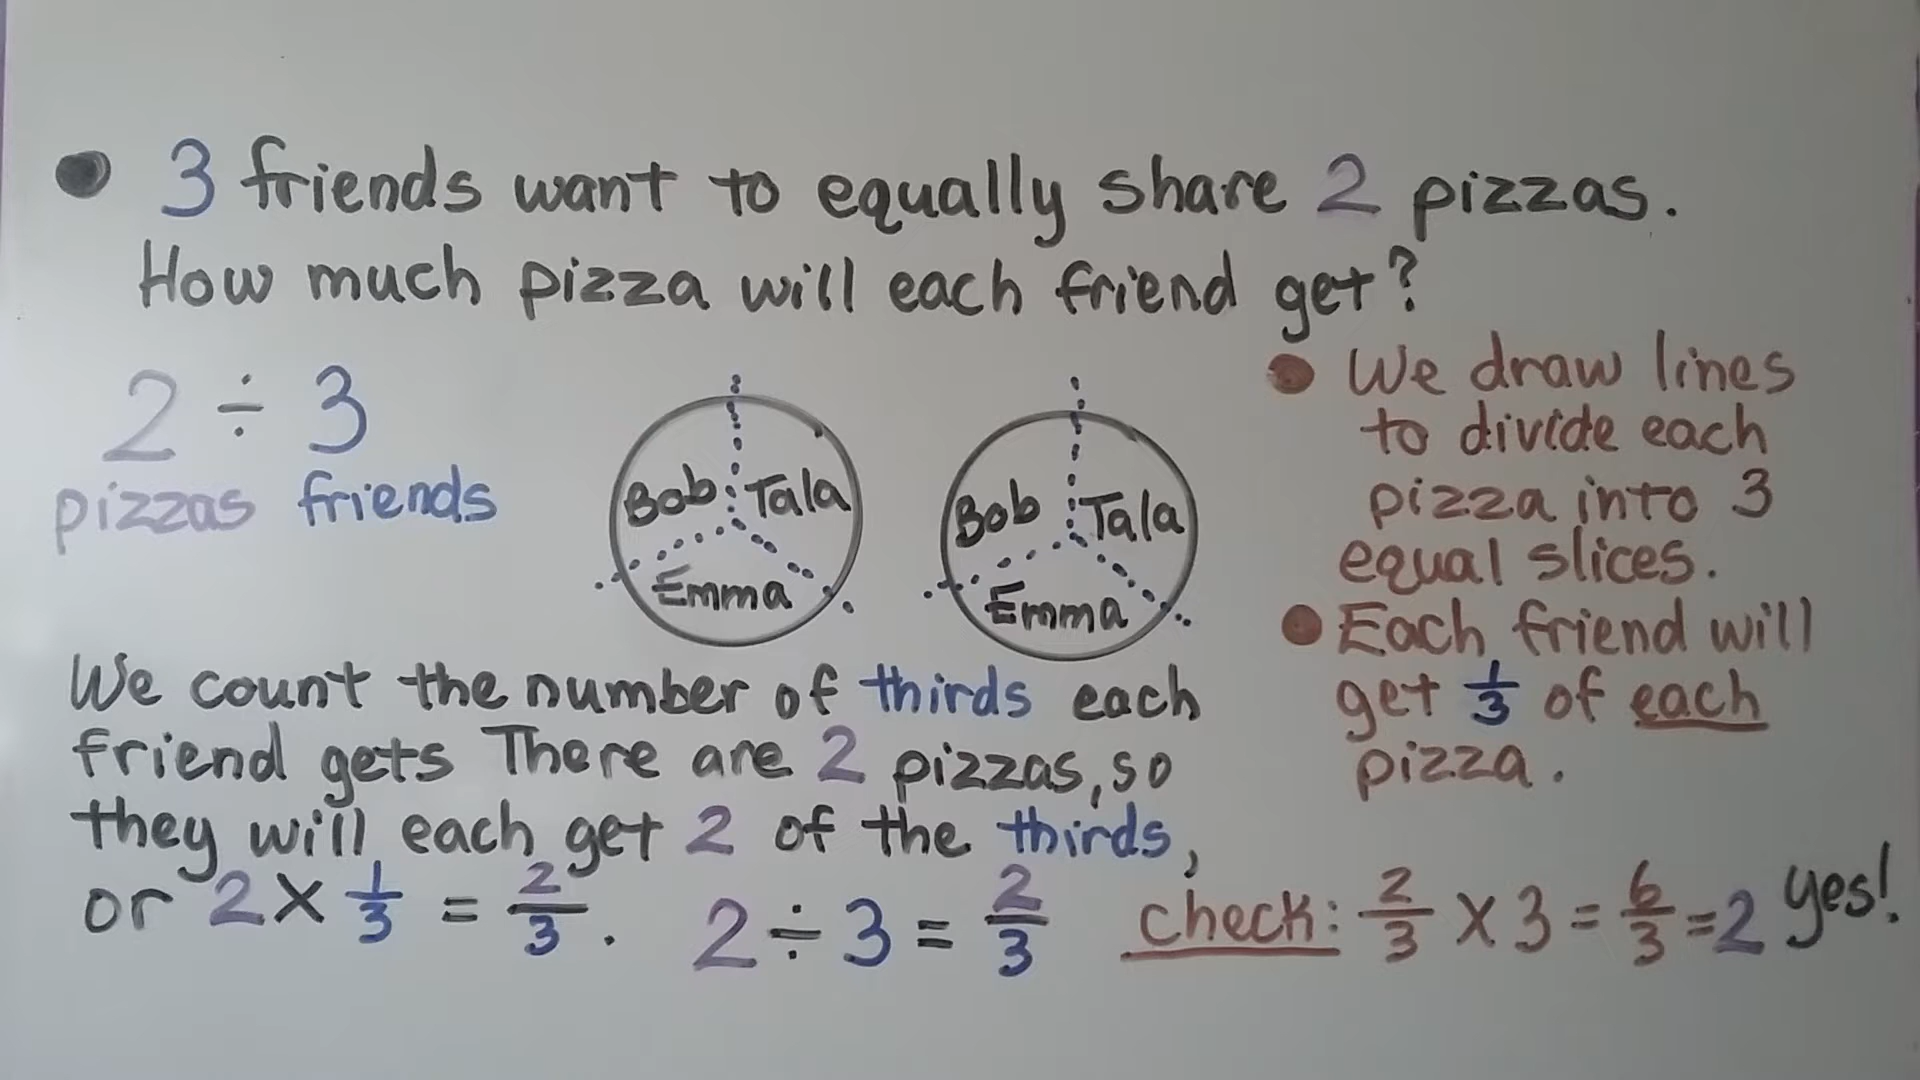 ● 3 friends want to equally share 2 pizzas.
How much pizza will each friend get?
2 ÷ 3
pizzas friends
Bob Tala
Emma
Bob Tala
Emma
● We draw lines
to divide each
pizza into 3
equal slices.
● Each friend will
get 1/3 of each
pizza.
We count the number of thirds each
friend gets There are 2 pizzas, so
they will each get 2 of the thirds,
or 2 × 1/3 = 2/3.
2 ÷ 3 = 2/3
check: 2/3 × 3 = 6/3 = 2 yes!